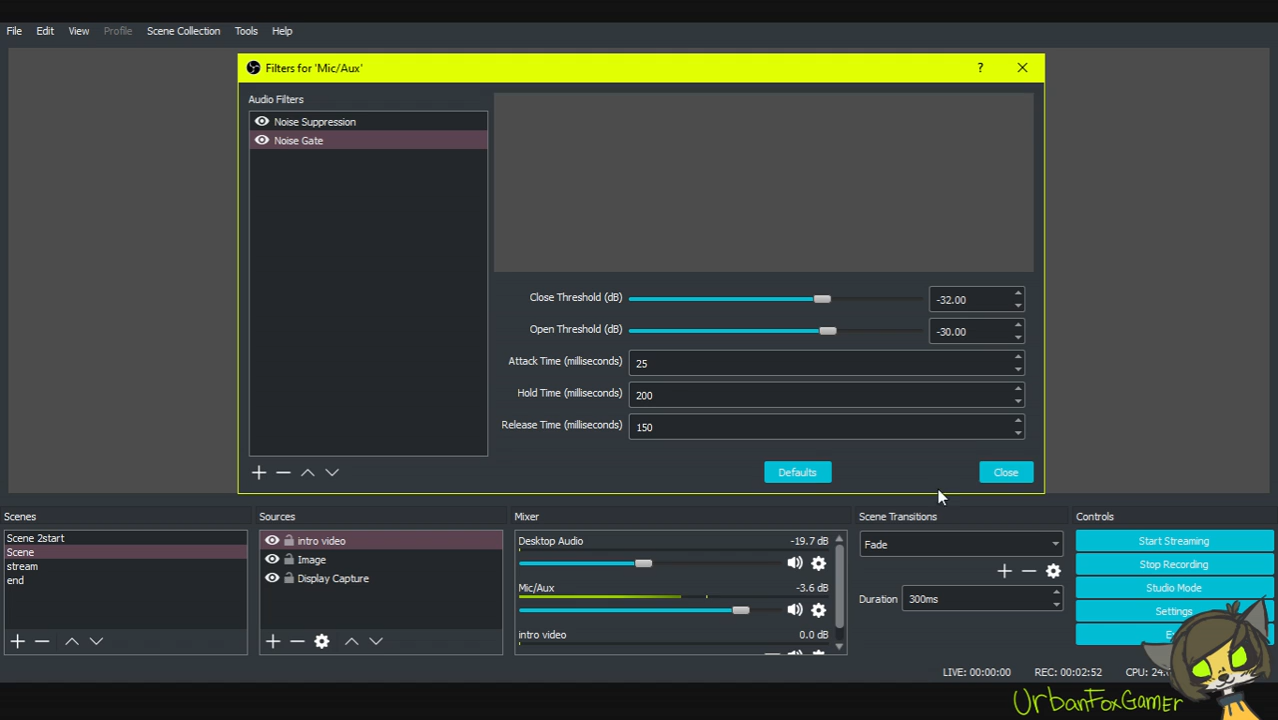 File Edit View Profile Scene Collection Tools Help
Filters for 'Mic/Aux' ?
Audio Filters
Noise Suppression
Noise Gate
Close Threshold (dB) -32.00
Open Threshold (dB) -30.00
Attack Time (milliseconds) 25
Hold Time (milliseconds) 200
Release Time (milliseconds) 150
Defaults Close
Scenes
Scene 2start
Scene
stream
end
Sources
intro video
Image
Display Capture
Mixer
Desktop Audio -19.7 dB
Mic/Aux -3.6 dB
intro video 0.0 dB
Scene Transitions
Fade
Duration 300ms
Controls
Start Streaming
Stop Recording
Studio Mode
Settings
LIVE: 00:00:00 REC: 00:02:52 CPU: 24.
UrbanFoxGamer